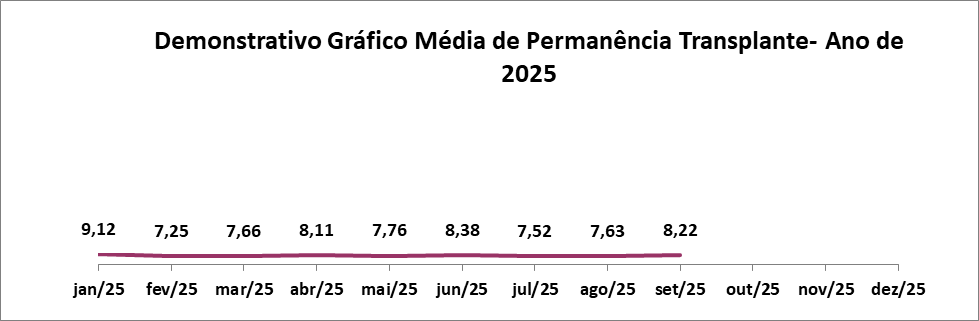 Demonstrativo Gráfico Média de Permanência Transplante- Ano de
2025
9,12 7,25 7,66 8,11 7,76 8,38 7,52 7,63 8,22
jan/25 fev/25 mar/25 abr/25 mai/25 jun/25 jul/25 ago/25 set/25 out/25 nov/25 dez/25